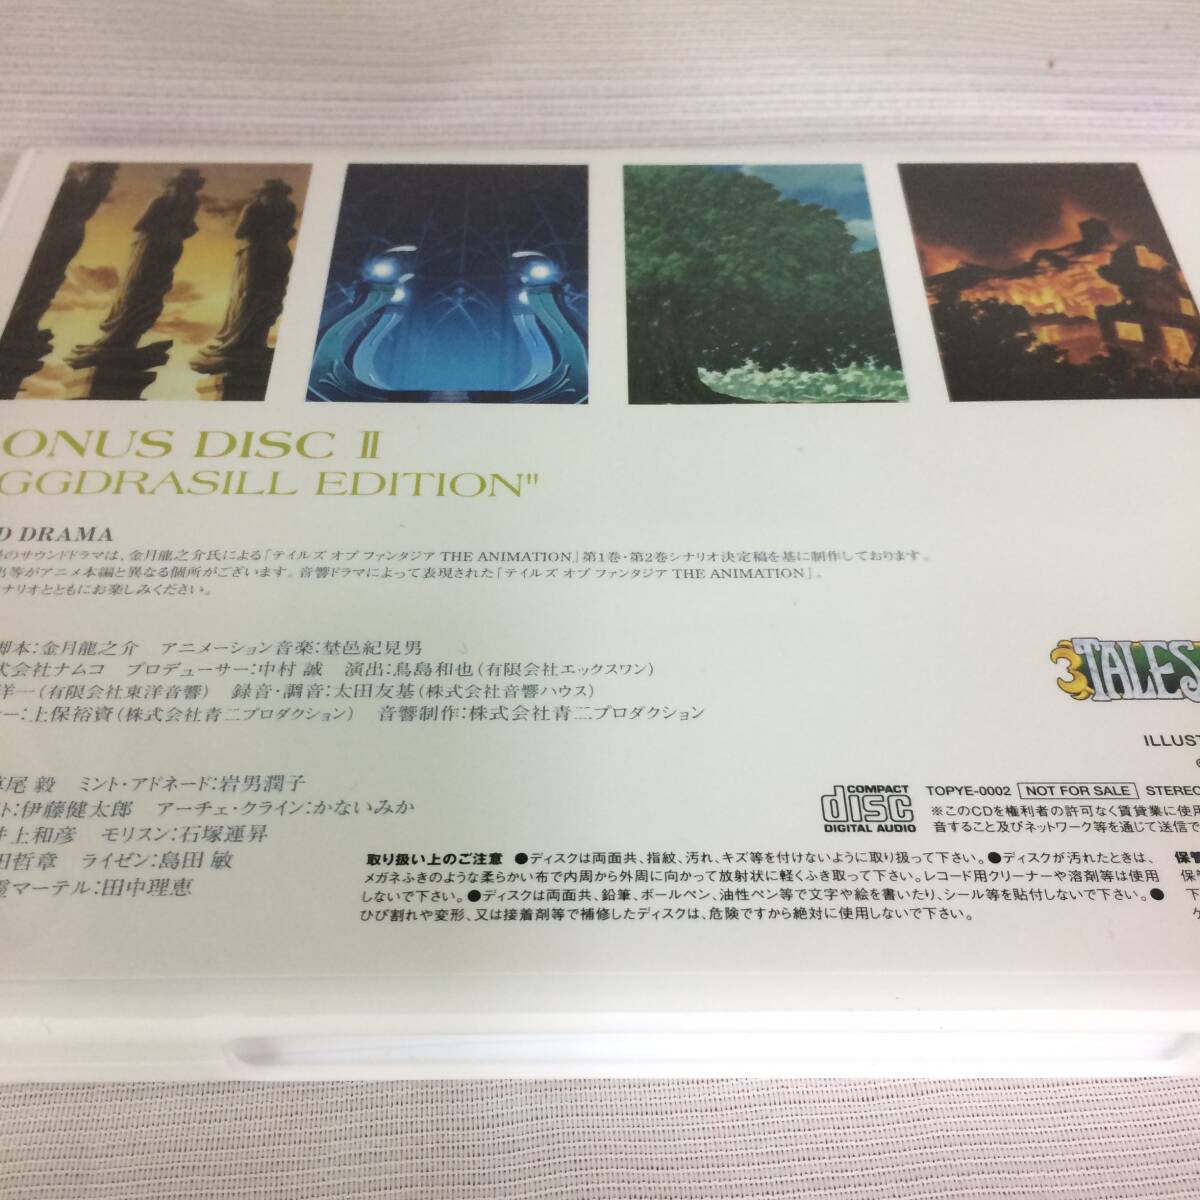 ONUS DISC II
GGDRASILL EDITION"
D DRAMA
のサウンドドラマは、金月龍之介氏による「テイルズ オブ ファンタジア THE ANIMATION」第1巻・第2巻シナリオ決定稿を基に制作しております。
出等がアニメ本編と異なる個所がございます。音響ドラマによって表現された「テイルズ オブ ファンタジア THE ANIMATION」。
ナリオとともにお楽しみください。
脚本:金月龍之介 アニメーション音楽:埜邑紀見男
式会社ナムコ プロデューサー:中村 誠 演出:鳥島和也(有限会社エックスワン)
洋一(有限会社東洋音響) 録音・調音:太田友基(株式会社音響ハウス)
ー:上保裕資(株式会社青二プロダクション) 音響制作:株式会社青二プロダクション
草尾 毅 ミント・アドネード:岩男潤子
ト:伊藤健太郎 アーチェ・クライン:かないみか
井上和彦 モリスン:石塚運昇
田哲章 ライゼン:島田 敏
霊マーテル:田中理恵
TALES
ILLUST
COMPACT
disc
DIGITAL AUDIO
TOPYE-0002 NOT FOR SALE STEREO
※このCDを権利者の許可なく賃貸業に使用
音すること及びネットワーク等を通じて送信で
取り扱い上のご注意 ●ディスクは両面共、指紋、汚れ、キズ等を付けないように取り扱って下さい。●ディスクが汚れたときは、
メガネふきのような柔らかい布で内周から外周に向かって放射状に軽くふき取って下さい。レコード用クリーナーや溶剤等は使用
しないで下さい。●ディスクは両面共、鉛筆、ボールペン、油性ペン等で文字や絵を書いたり、シール等を貼付しないで下さい。●
ひび割れや変形、又は接着剤等で補修したディスクは、危険ですから絶対に使用しないで下さい。
保管
保管
下
ケ